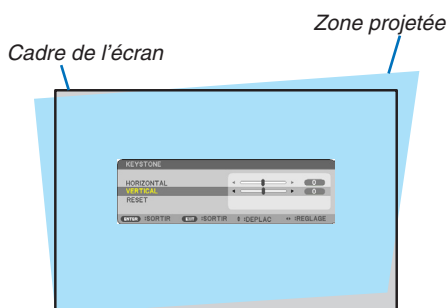 Zone projetée
Cadre de l'écran
KEYSTONE
HORIZONTAL 0
VERTICAL 0
RESET
ENTER :SORTIR EXIT :SORTIR :DEPLAC :REGLAGE